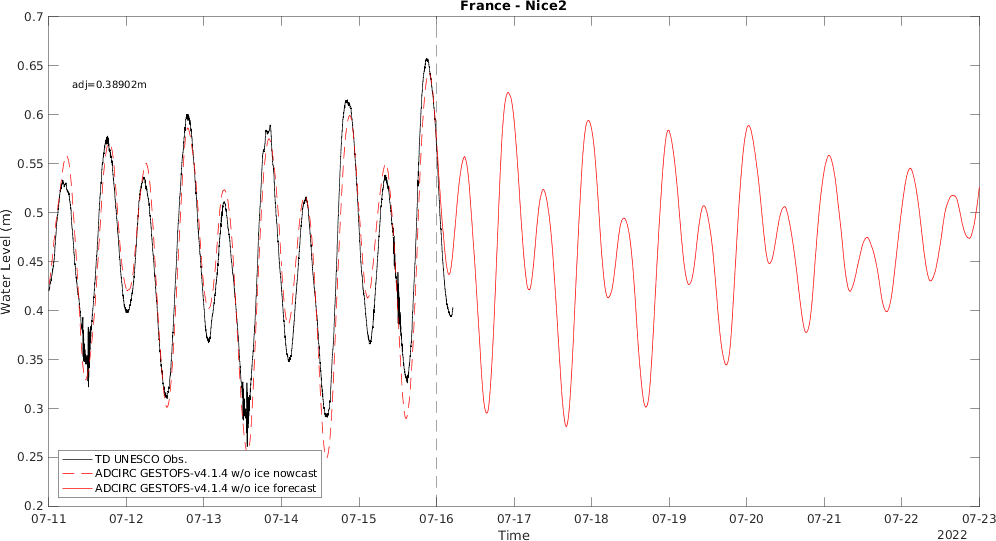 France - Nice2
0.7
0.65
0.6
0.55
0.5
0.45
0.4
0.35
0.3
0.25
0.2
Water Level (m)
adj=0.38902m
TD UNESCO Obs.
ADCIRC GESTOFS-v4.1.4 w/o ice nowcast
ADCIRC GESTOFS-v4.1.4 w/o ice forecast
07-11 07-12 07-13 07-14 07-15 07-16 07-17 07-18 07-19 07-20 07-21 07-22 07-23
Time
2022